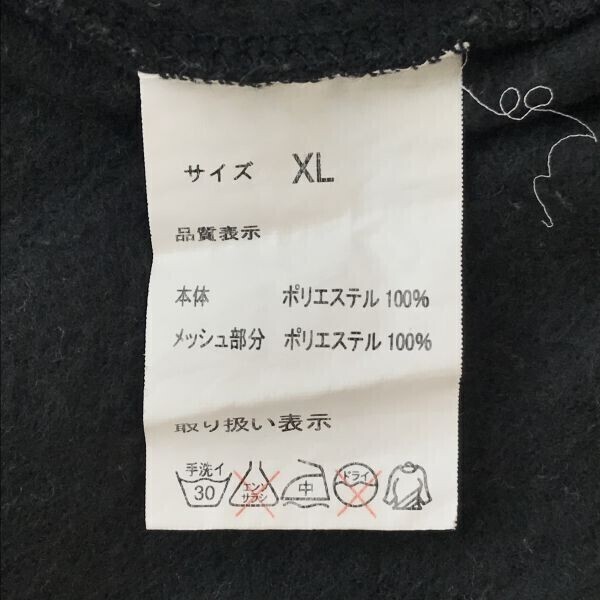 サイズ XL
品質表示
本体 ポリエステル 100%
メッシュ部分 ポリエステル 100%
取り扱い表示
手洗イ
30
エンソ
サラシ
中
ドライ